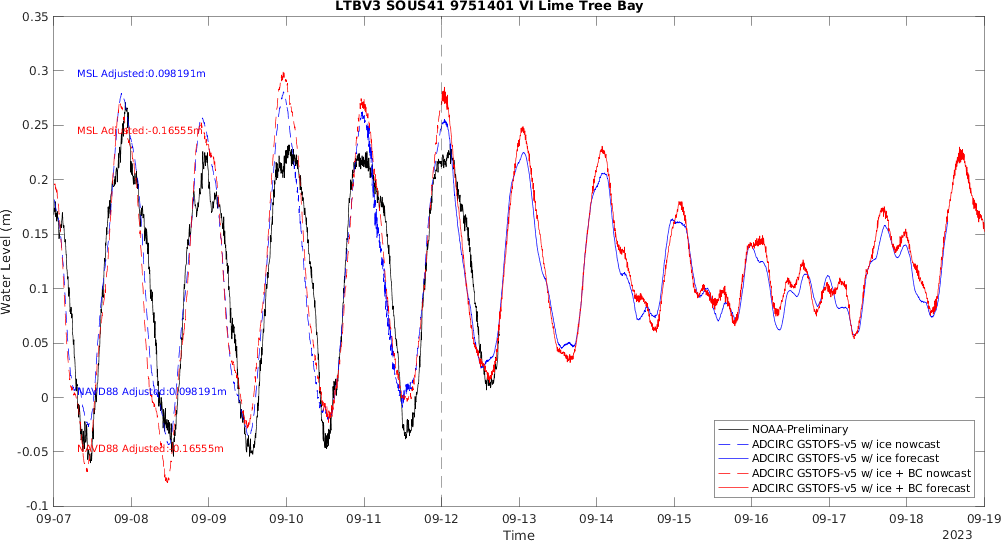 LTBV3 SOUS41 9751401 VI Lime Tree Bay
0.35
0.3
0.25
0.2
0.15
0.1
0.05
0
-0.05
-0.1
Water Level (m)
MSL Adjusted:0.098191m
MSL Adjusted:-0.16555m
NAVD88 Adjusted:0.098191m
NAVD88 Adjusted:-0.16555m
NOAA-Preliminary
ADCIRC GSTOFS-v5 w/ ice nowcast
ADCIRC GSTOFS-v5 w/ ice forecast
ADCIRC GSTOFS-v5 w/ ice + BC nowcast
ADCIRC GSTOFS-v5 w/ ice + BC forecast
09-07 09-08 09-09 09-10 09-11 09-12 09-13 09-14 09-15 09-16 09-17 09-18 09-19
Time
2023